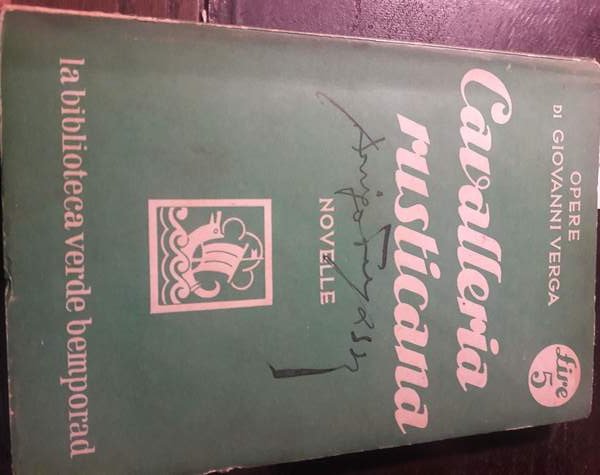 OPERE
DI GIOVANNI VERGA
lire
5
Cavalleria
rusticana
NOVELLE
la biblioteca verde bemporad